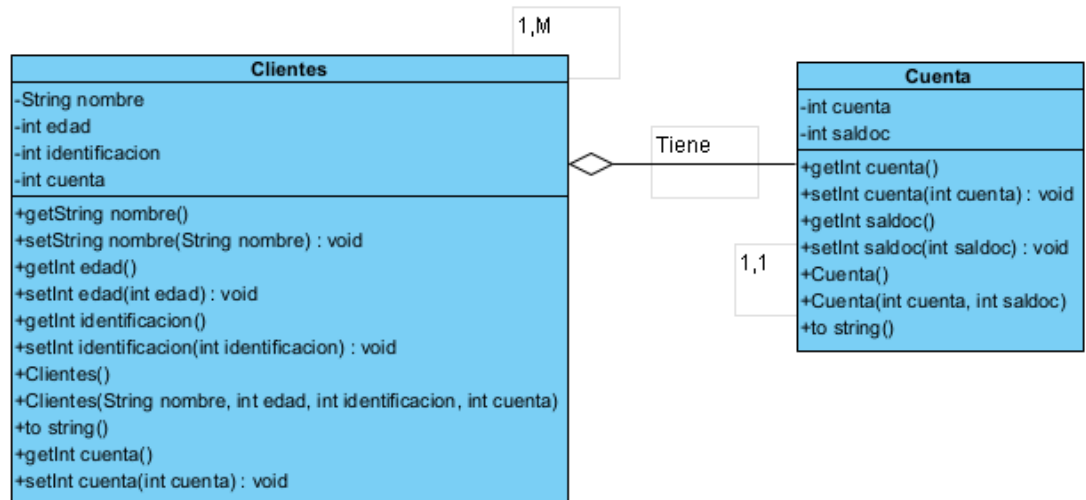 1,M
Clientes
-String nombre
-int edad
-int identificacion
-int cuenta
+getString nombre()
+setString nombre(String nombre) : void
+getInt edad()
+setInt edad(int edad) : void
+getInt identificacion()
+setInt identificacion(int identificacion) : void
+Clientes()
+Clientes(String nombre, int edad, int identificacion, int cuenta)
+to string()
+getInt cuenta()
+setInt cuenta(int cuenta) : void
Tiene
1,1
Cuenta
-int cuenta
-int saldoc
+getInt cuenta()
+setInt cuenta(int cuenta) : void
+getInt saldoc()
+setInt saldoc(int saldoc) : void
+Cuenta()
+Cuenta(int cuenta, int saldoc)
+to string()